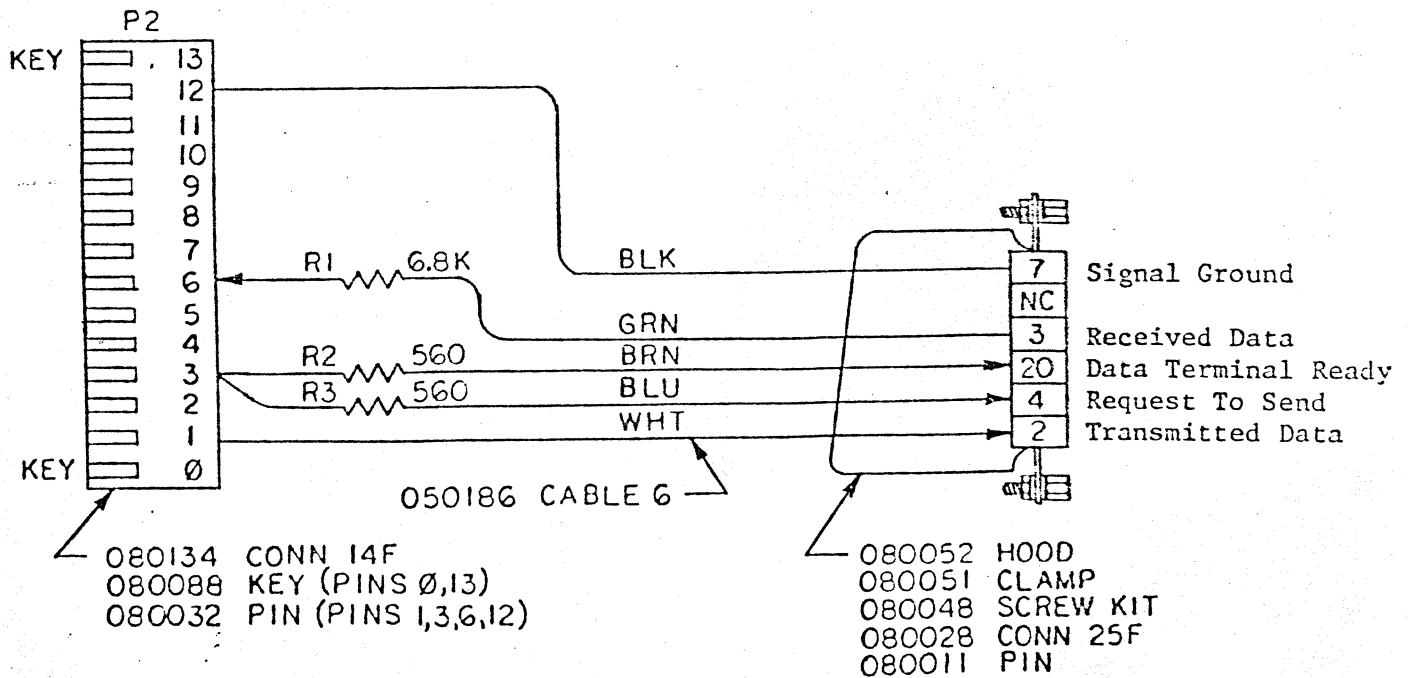 P2
KEY 13
12
11
10
9
8
7
6
5
4
3
2
1
KEY Ø
R1 6.8K
R2 560
R3 560
BLK
GRN
BRN
BLU
WHT
050186 CABLE 6
7 Signal Ground
NC
3 Received Data
20 Data Terminal Ready
4 Request To Send
2 Transmitted Data
080134 CONN 14F
080088 KEY (PINS Ø,13)
080032 PIN (PINS 1,3,6,12)
080052 HOOD
080051 CLAMP
080048 SCREW KIT
080028 CONN 25F
080011 PIN